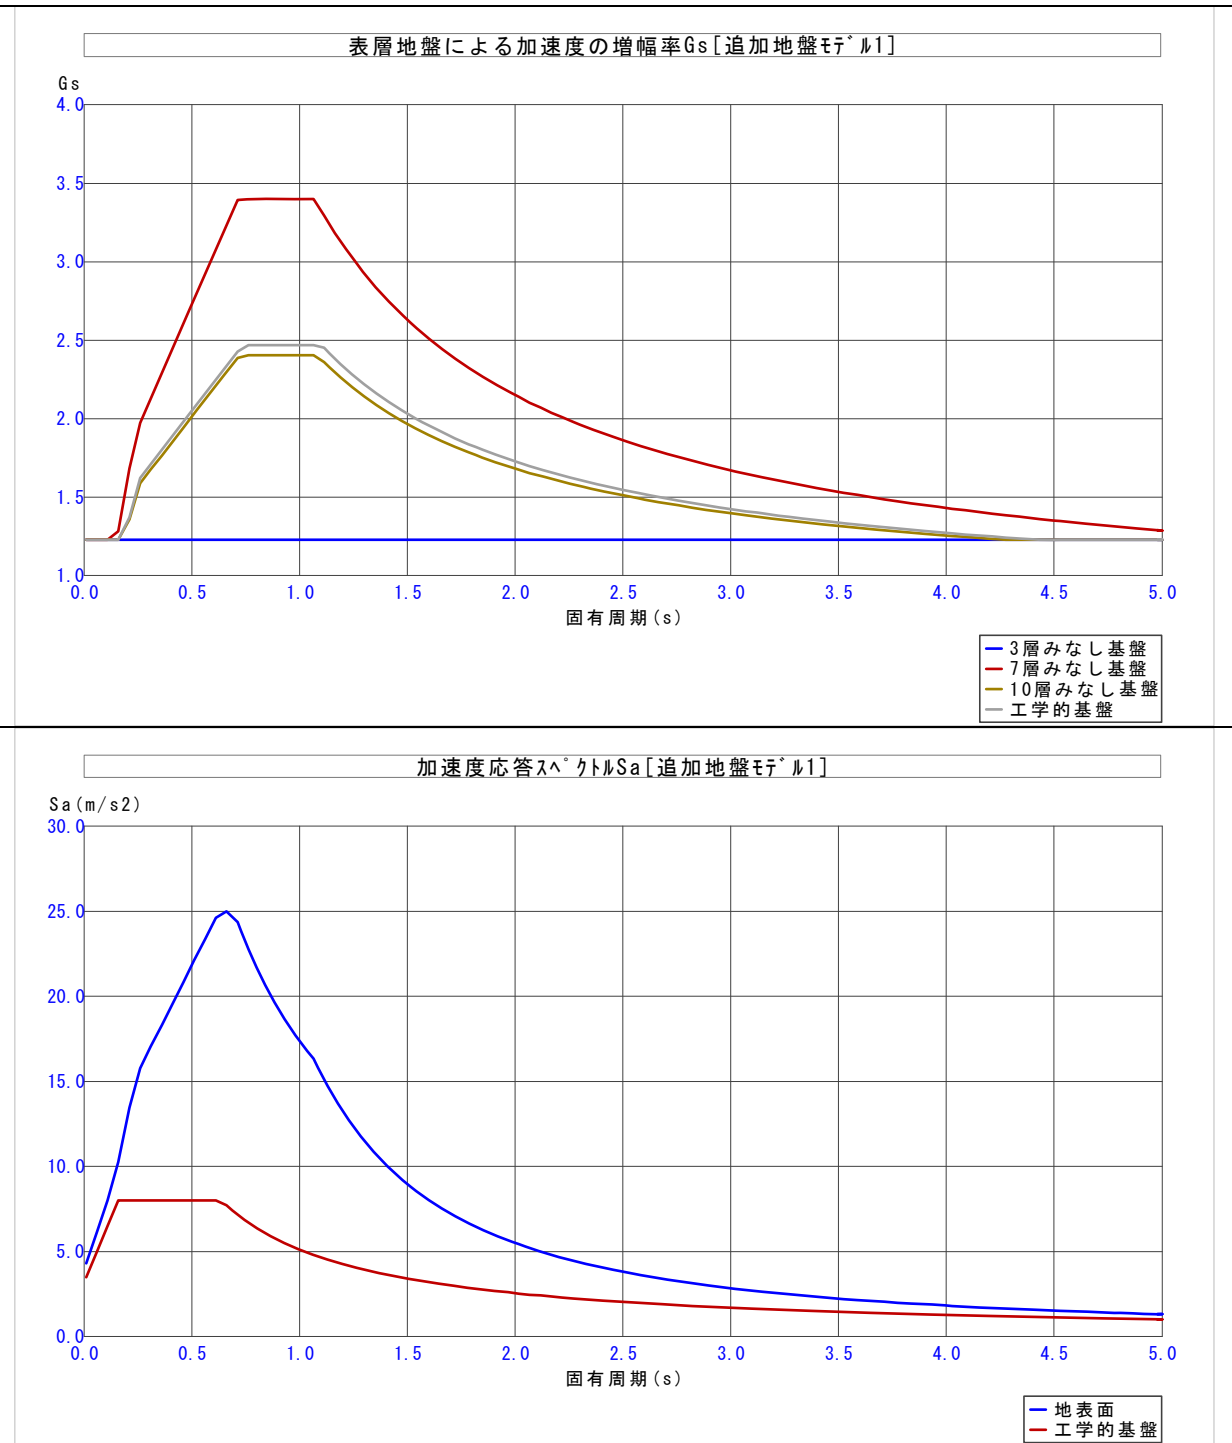 表層地盤による加速度の増幅率Gs[追加地盤ﾓﾃﾞﾙ1]
Gs
4.0
3.5
3.0
2.5
2.0
1.5
1.0
0.0 0.5 1.0 1.5 2.0 2.5 3.0 3.5 4.0 4.5 5.0
固有周期(s)
3層みなし基盤
7層みなし基盤
10層みなし基盤
工学的基盤
加速度応答ｽﾍﾟｸﾄﾙSa[追加地盤ﾓﾃﾞﾙ1]
Sa(m/s2)
30.0
25.0
20.0
15.0
10.0
5.0
0.0
0.0 0.5 1.0 1.5 2.0 2.5 3.0 3.5 4.0 4.5 5.0
固有周期(s)
地表面
工学的基盤